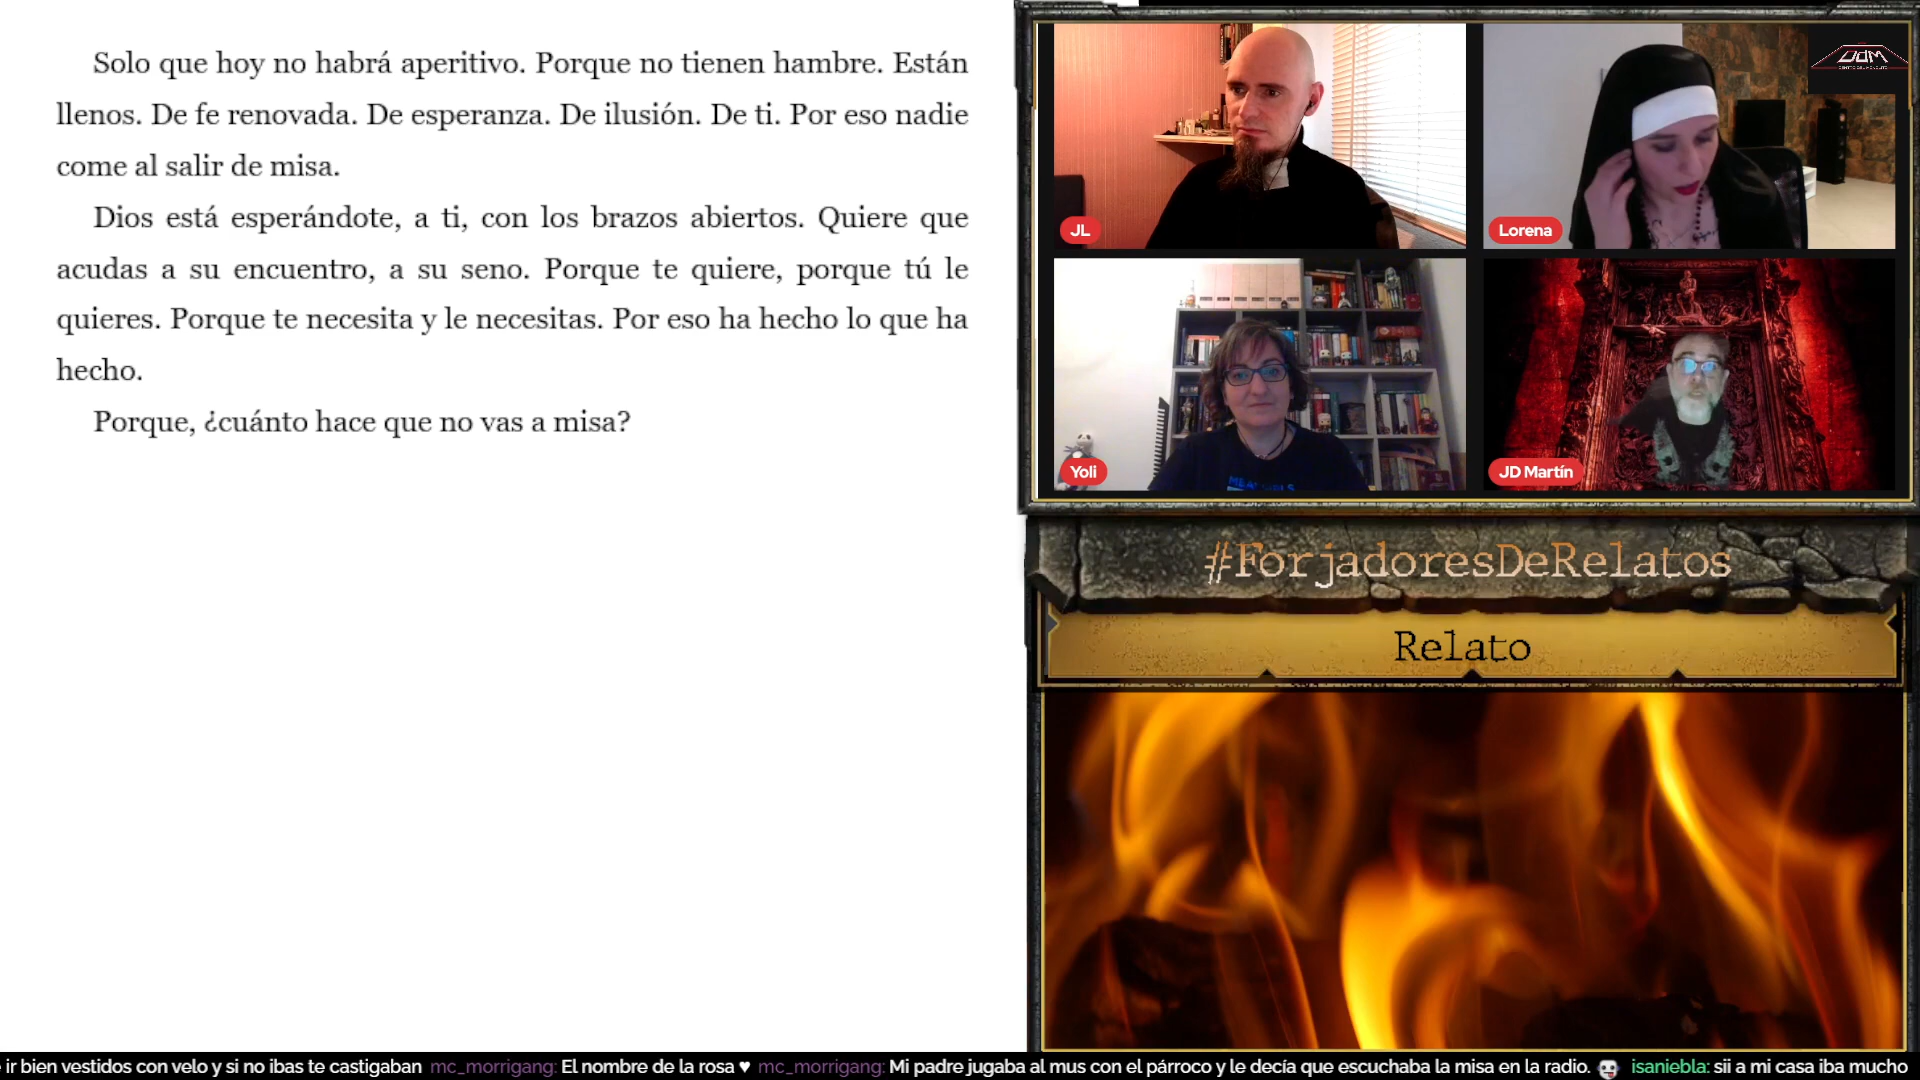 Solo que hoy no habrá aperitivo. Porque no tienen hambre. Están
llenos. De fe renovada. De esperanza. De ilusión. De ti. Por eso nadie
come al salir de misa.
Dios está esperándote, a ti, con los brazos abiertos. Quiere que
acudas a su encuentro, a su seno. Porque te quiere, porque tú le
quieres. Porque te necesita y le necesitas. Por eso ha hecho lo que ha
hecho.
Porque, ¿cuánto hace que no vas a misa?
JL
Lorena
Yoli
JD Martín
#ForjadoresDeRelatos
Relato
ir bien vestidos con velo y si no ibas te castigaban mc_morrigang: El nombre de la rosa ♥ mc_morrigang: Mi padre jugaba al mus con el párroco y le decía que escuchaba la misa en la radio. isaniebla: sii a mi casa iba mucho